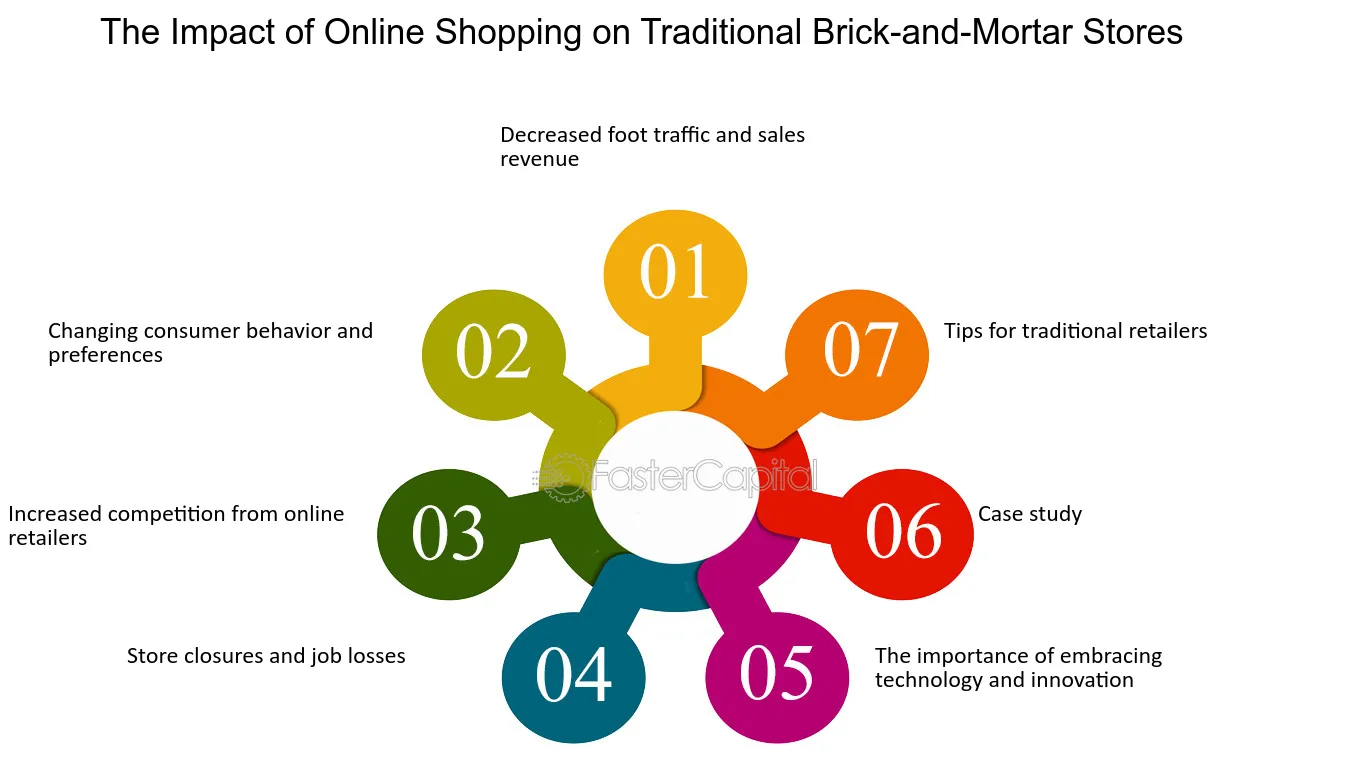 The Impact of Online Shopping on Traditional Brick-and-Mortar Stores
Decreased foot traffic and sales
revenue
01
02
Changing consumer behavior and
preferences
03
Increased competition from online
retailers
04
Store closures and job losses
05
The importance of embracing
technology and innovation
06
Case study
07
Tips for traditional retailers
FasterCapital